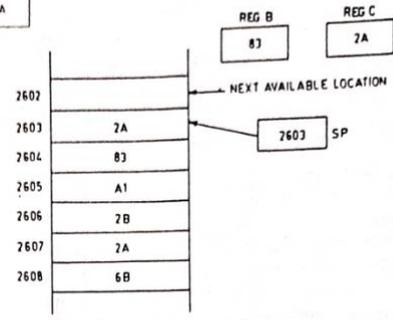 A
REG B
REG C
83
2A
2602
NEXT AVAILABLE LOCATION
2603
2A
2603
SP
2604
83
2605
A1
2606
2B
2607
2A
2608
6B